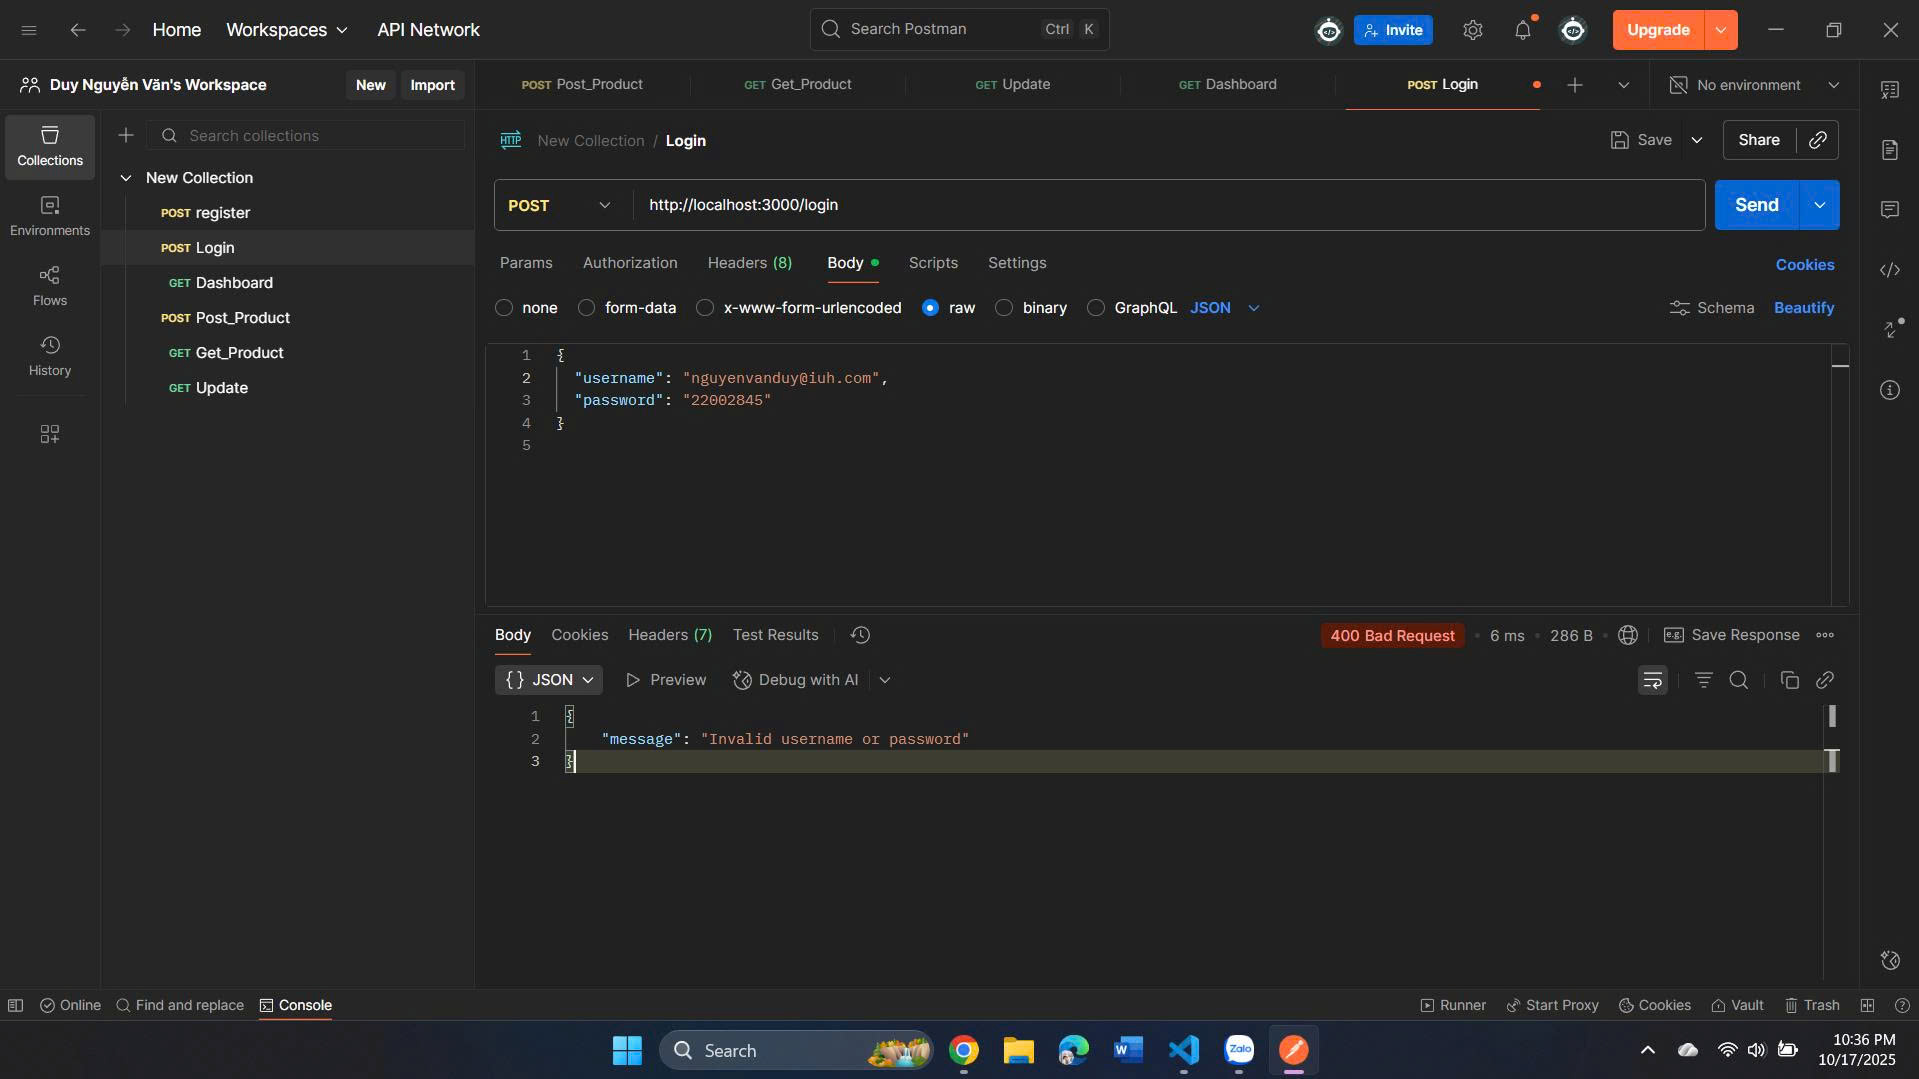 Home
Workspaces
API Network
Search Postman
Ctrl
K
Invite
Upgrade
Duy Nguyễn Văn's Workspace
New
Import
POST Post_Product
GET Get_Product
GET Update
GET Dashboard
POST Login
No environment
Collections
Environments
Flows
History
Search collections
New Collection
POST register
POST Login
GET Dashboard
POST Post_Product
GET Get_Product
GET Update
HTTP
New Collection / Login
Save
Share
POST
http://localhost:3000/login
Send
Params
Authorization
Headers (8)
Body
Scripts
Settings
Cookies
none
form-data
x-www-form-urlencoded
raw
binary
GraphQL
JSON
Schema
Beautify
1 {
2 "username": "nguyenvanduy@iuh.com",
3 "password": "22002845"
4 }
5
Body
Cookies
Headers (7)
Test Results
400 Bad Request
6 ms
286 B
e.g.
Save Response
{} JSON
Preview
Debug with AI
1 {
2 "message": "Invalid username or password"
3 }
Online
Find and replace
Console
Runner
Start Proxy
Cookies
Vault
Trash
Search
Zalo
10:36 PM
10/17/2025